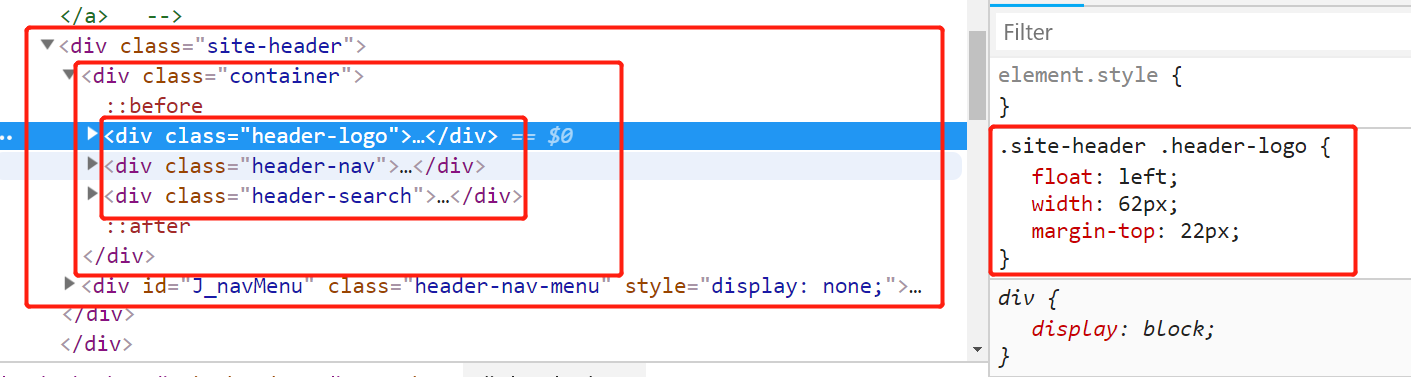 </a> -->
▼<div class="site-header">
▼<div class="container">
::before
▶<div class="header-logo">…</div> == $0
▶<div class="header-nav">…</div>
▶<div class="header-search">…</div>
::after
</div>
▶<div id="J_navMenu" class="header-nav-menu" style="display: none;">…
</div>
</div>
Filter
element.style {
}
.site-header .header-logo {
float: left;
width: 62px;
margin-top: 22px;
}
div {
display: block;
}